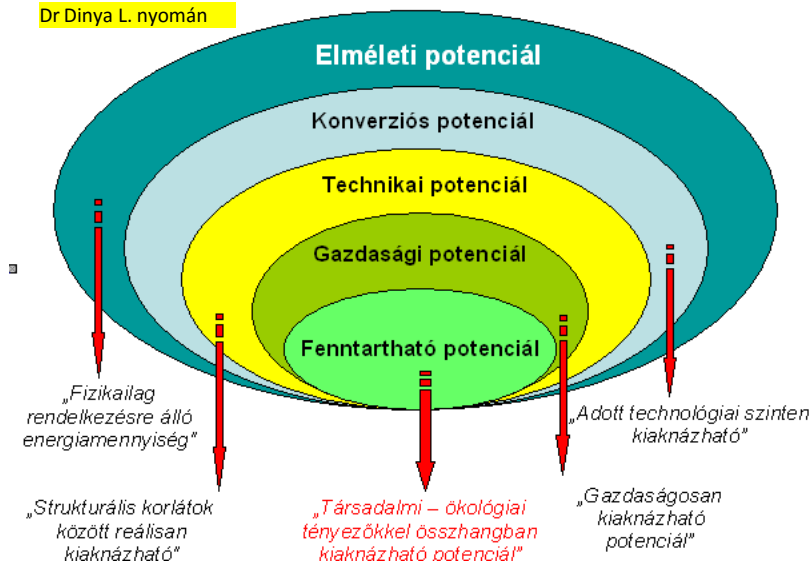 Dr Dinya L. nyomán
Elméleti potenciál
Konverziós potenciál
Technikai potenciál
Gazdasági potenciál
Fenntartható potenciál
„Fizikailag
rendelkezésre álló
energiamennyiség”
„Adott technológiai szinten
kiaknázható”
„Strukturális korlátok
között reálisan
kiaknázható”
„Társadalmi – ökológiai
tényezőkkel összhangban
kiaknázható potenciál”
„Gazdaságosan
kiaknázható
potenciál”